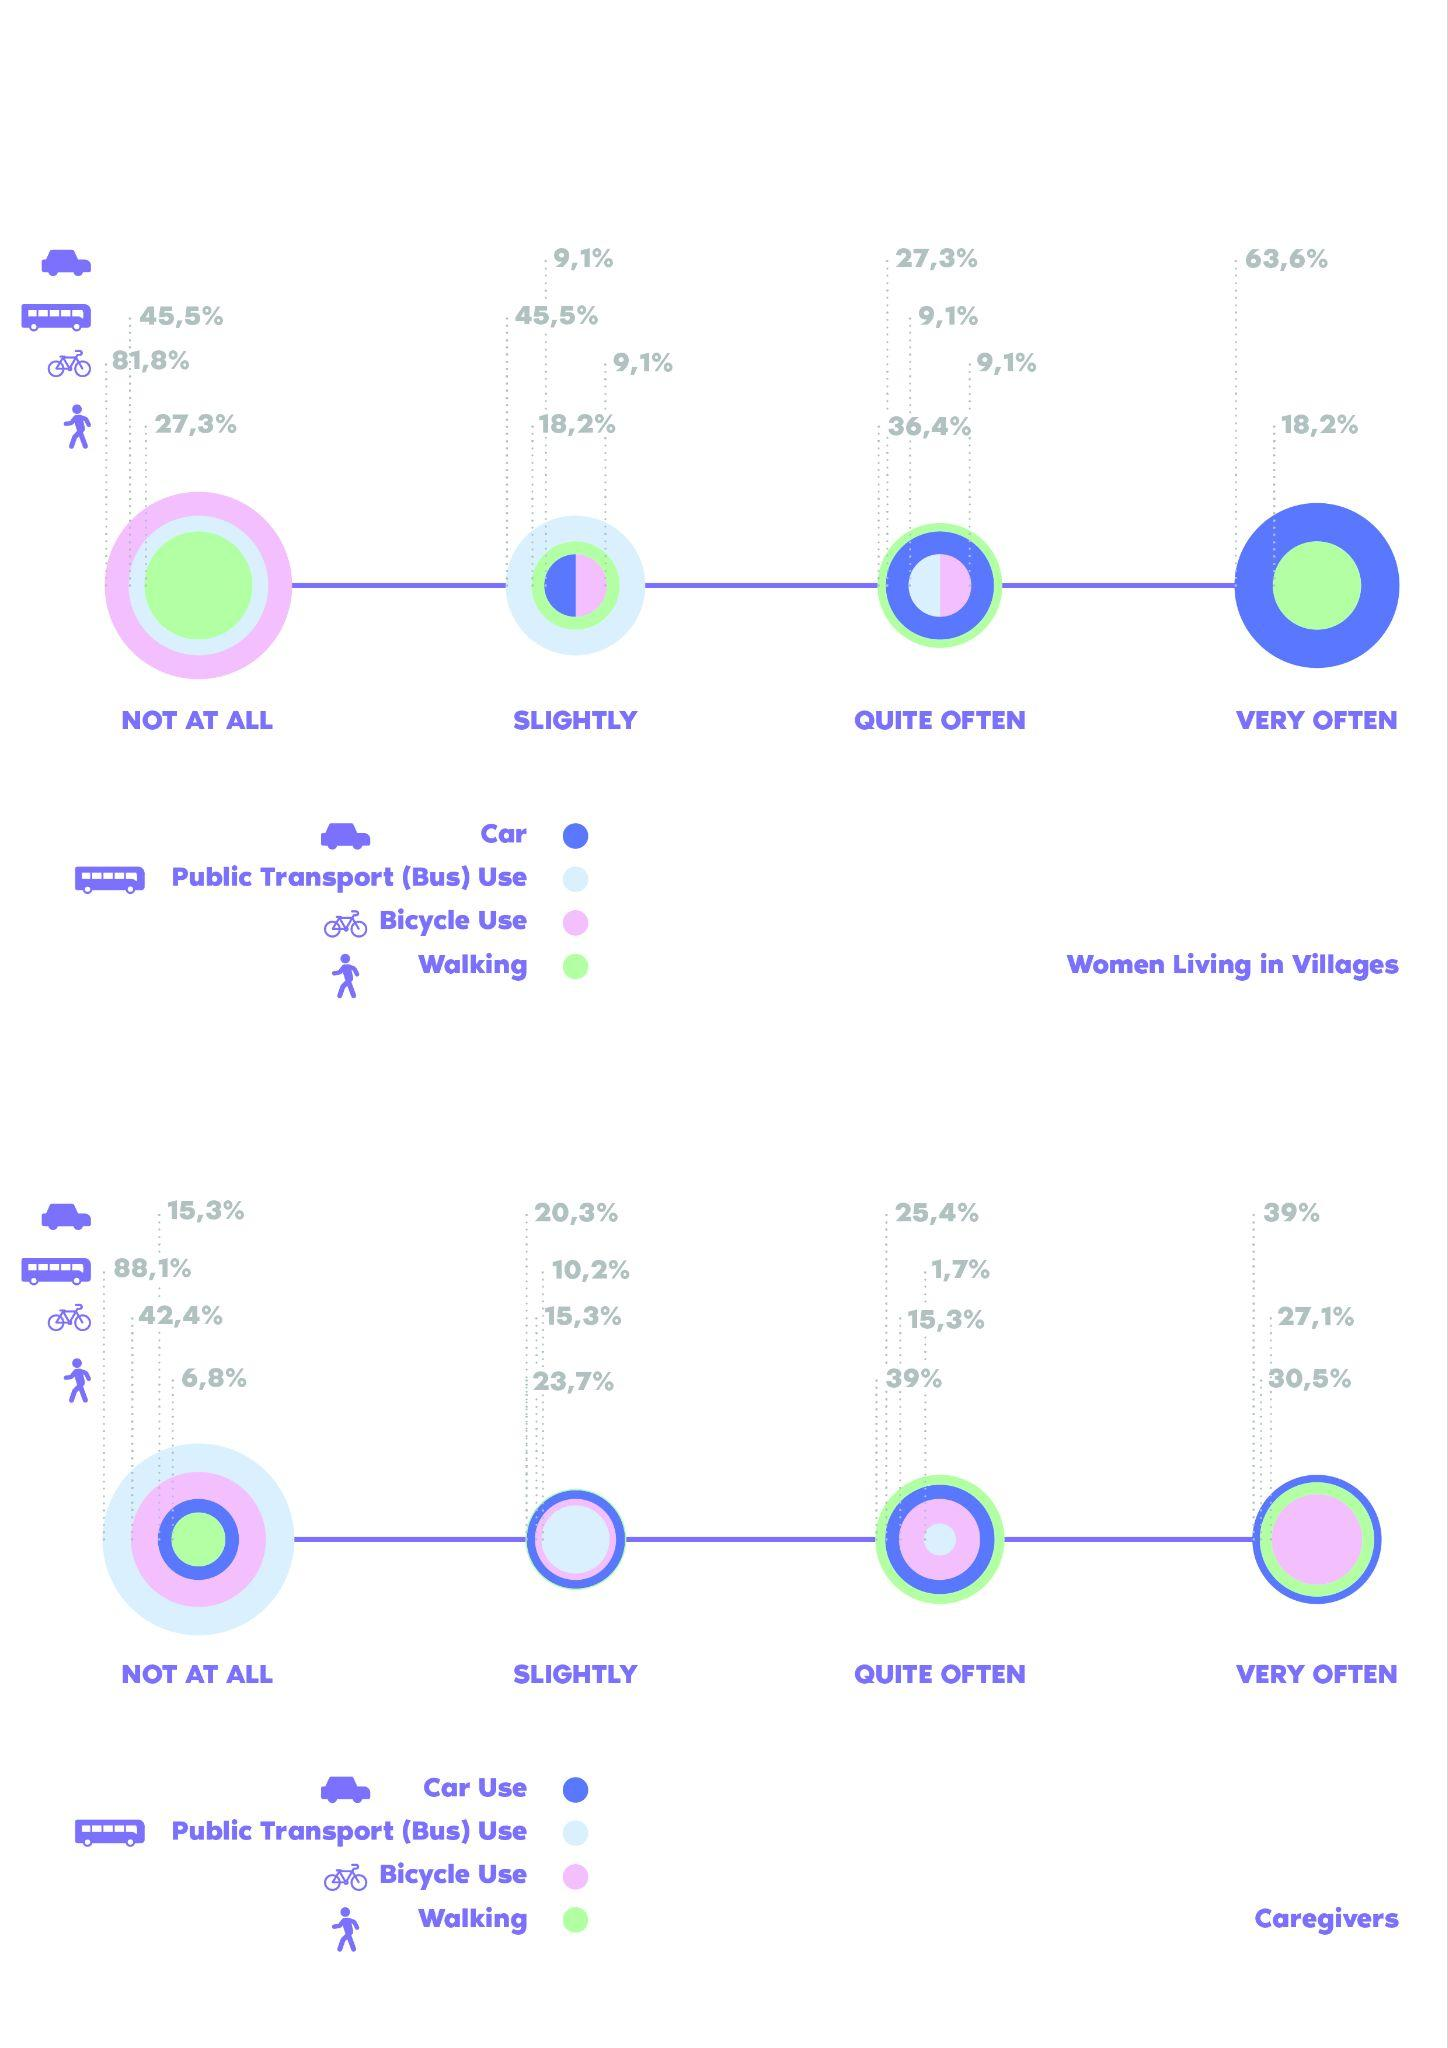 9,1% 27,3% 63,6%
45,5% 45,5% 9,1%
81,8% 9,1% 9,1%
27,3% 18,2% 36,4% 18,2%
NOT AT ALL SLIGHTLY QUITE OFTEN VERY OFTEN
Car
Public Transport (Bus) Use
Bicycle Use
Walking
Women Living in Villages
15,3% 20,3% 25,4% 39%
88,1% 10,2% 1,7%
42,4% 15,3% 15,3% 27,1%
6,8% 23,7% 39% 30,5%
NOT AT ALL SLIGHTLY QUITE OFTEN VERY OFTEN
Car Use
Public Transport (Bus) Use
Bicycle Use
Walking
Caregivers